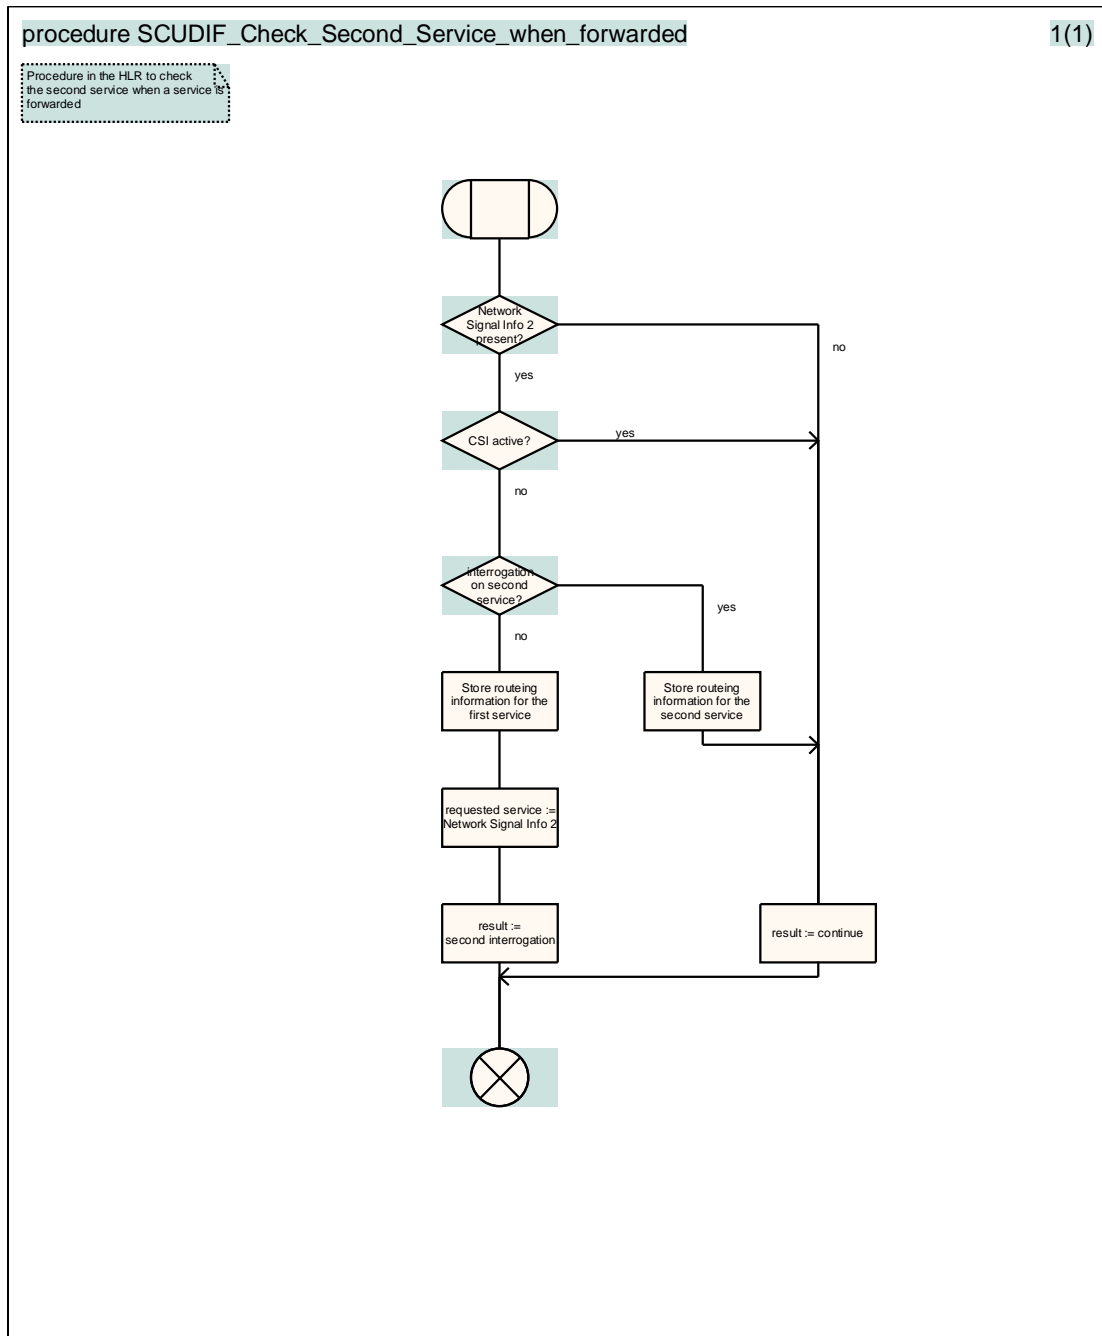 procedure SCUDIF_Check_Second_Service_when_forwarded
1(1)
Procedure in the HLR to check
the second service when a service is
forwarded
Network
Signal Info 2
present?
no
yes
CSI active?
yes
no
interrogation
on second
service?
yes
no
Store routeing
information for the
first service
Store routeing
information for the
second service
requested service :=
Network Signal Info 2
result :=
second interrogation
result := continue